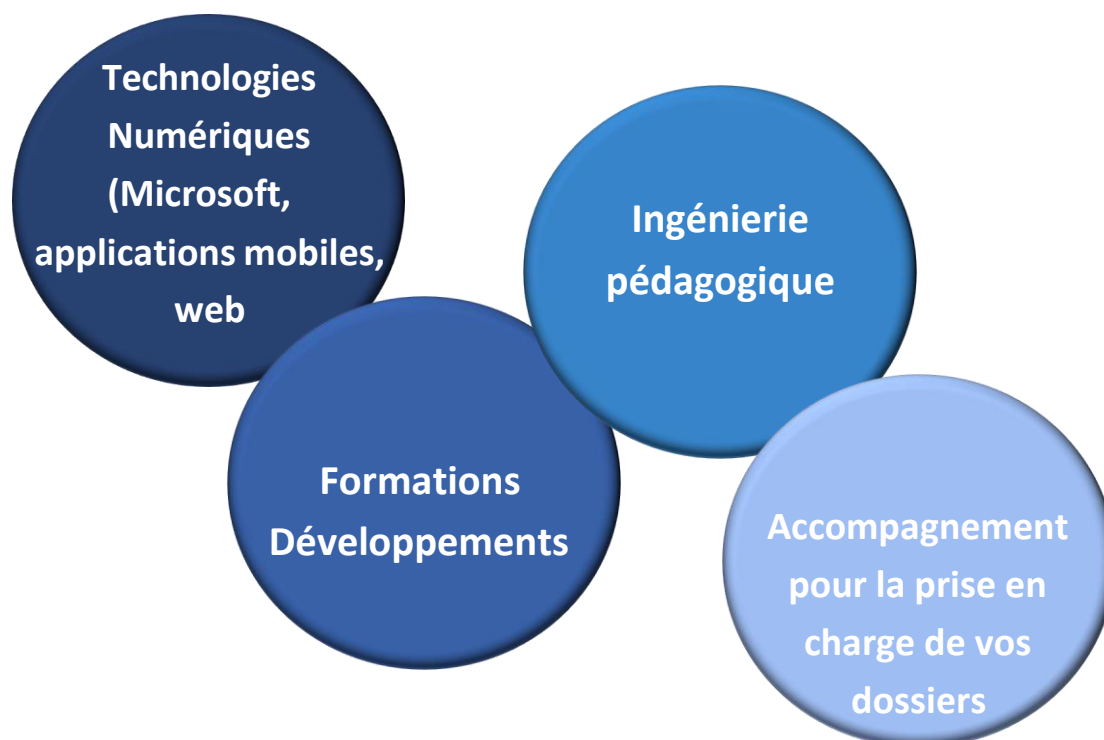 Technologies
Numériques
(Microsoft,
applications mobiles,
web
Formations
Développements
Ingénierie
pédagogique
Accompagnement
pour la prise en
charge de vos
dossiers